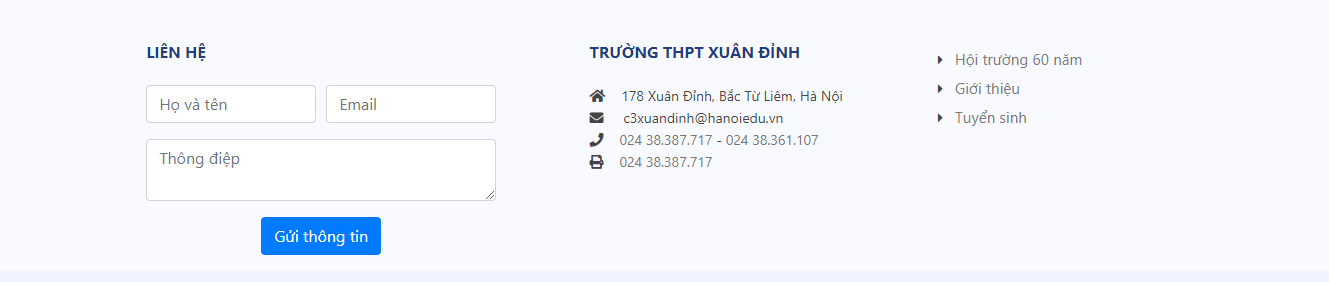 LIÊN HỆ
Họ và tên
Email
Thông điệp
Gửi thông tin
TRƯỜNG THPT XUÂN ĐỈNH
178 Xuân Đỉnh, Bắc Từ Liêm, Hà Nội
c3xuandinh@hanoiedu.vn
024 38.387.717 - 024 38.361.107
024 38.387.717
Hội trường 60 năm
Giới thiệu
Tuyển sinh